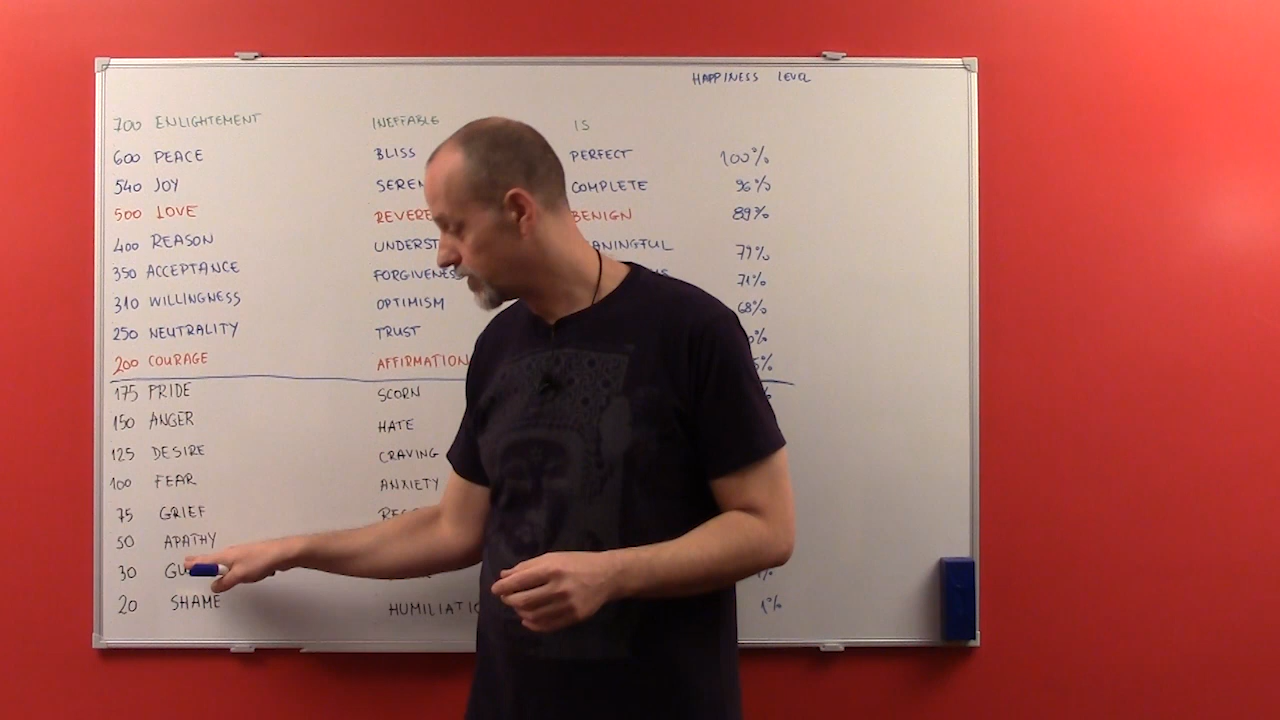 HAPPINESS LEVEL
700 ENLIGHTEMENT INEFFABLE IS
600 PEACE BLISS PERFECT 100%
540 JOY COMPLETE 96%
500 LOVE BENIGN 89%
400 REASON 79%
350 ACCEPTANCE 71%
310 WILLINGNESS OPTIMISM 68%
250 NEUTRALITY TRUST
200 COURAGE AFFIRMATION
175 PRIDE SCORN
150 ANGER HATE
125 DESIRE CRAVING
100 FEAR ANXIETY
75 GRIEF
50 APATHY
30
20 SHAME 1%